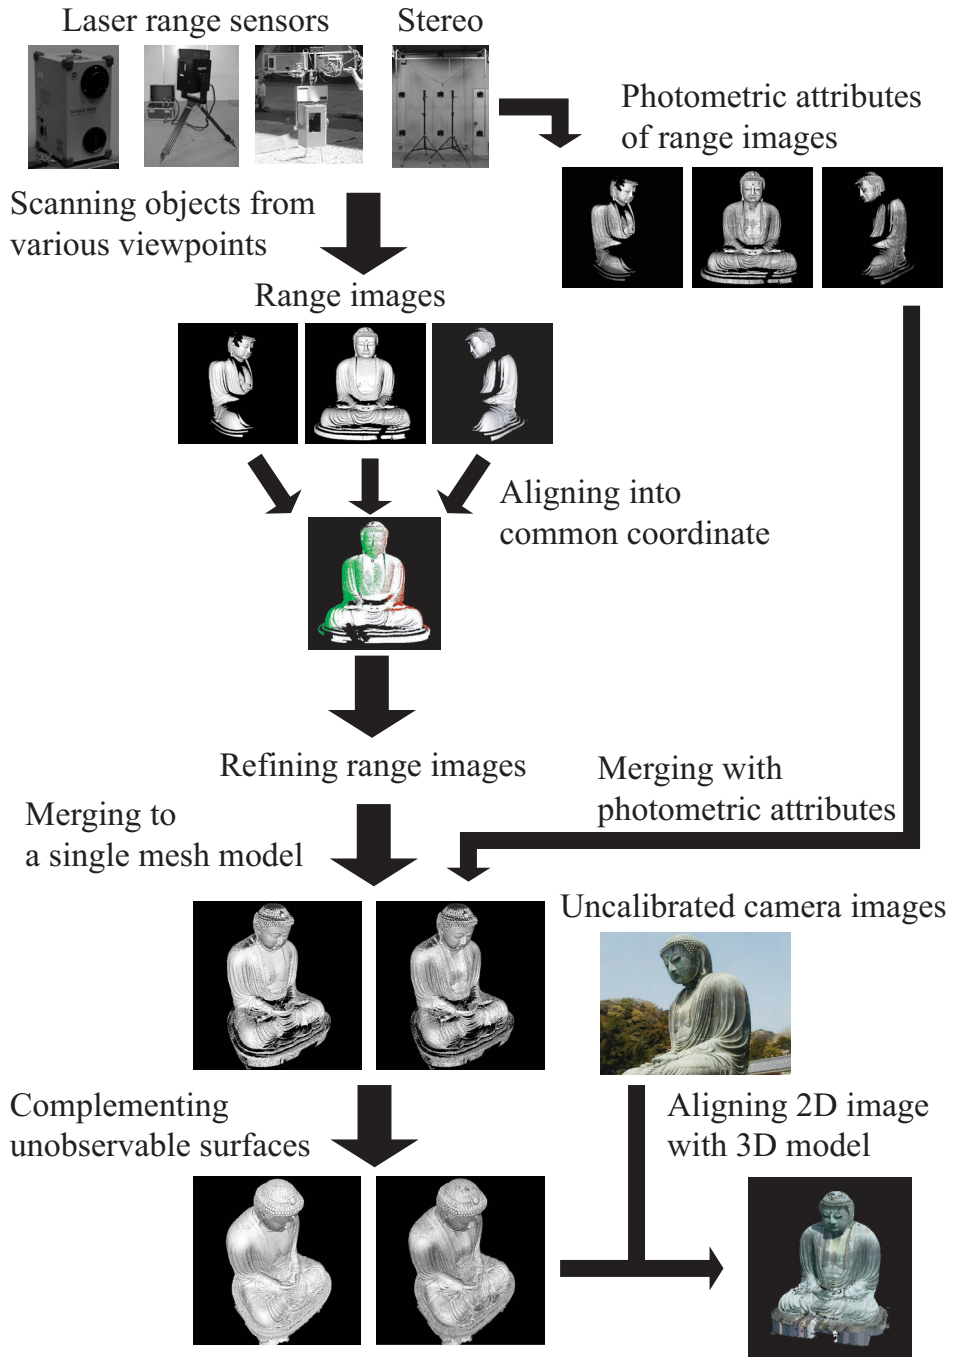 Laser range sensors
Stereo
Photometric attributes
of range images
Scanning objects from
various viewpoints
Range images
Aligning into
common coordinate
Refining range images
Merging with
photometric attributes
Merging to
a single mesh model
Uncalibrated camera images
Complementing
unobservable surfaces
Aligning 2D image
with 3D model